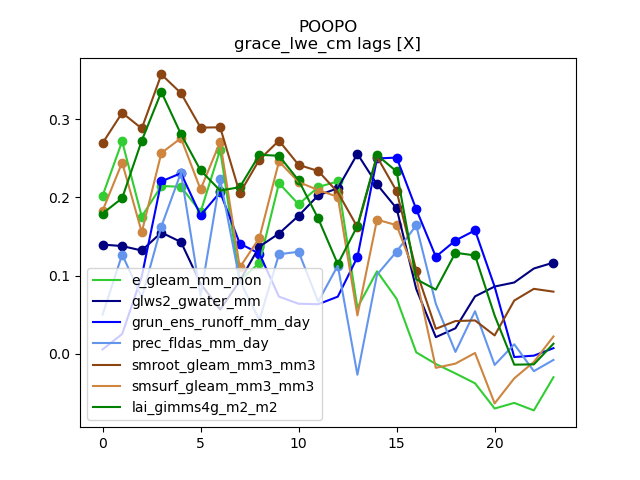 POOPO
grace_lwe_cm lags [X]
0.3
0.2
0.1
0.0
e_gleam_mm_mon
glws2_gwater_mm
grun_ens_runoff_mm_day
prec_fldas_mm_day
smroot_gleam_mm3_mm3
smsurf_gleam_mm3_mm3
lai_gimms4g_m2_m2
0 5 10 15 20